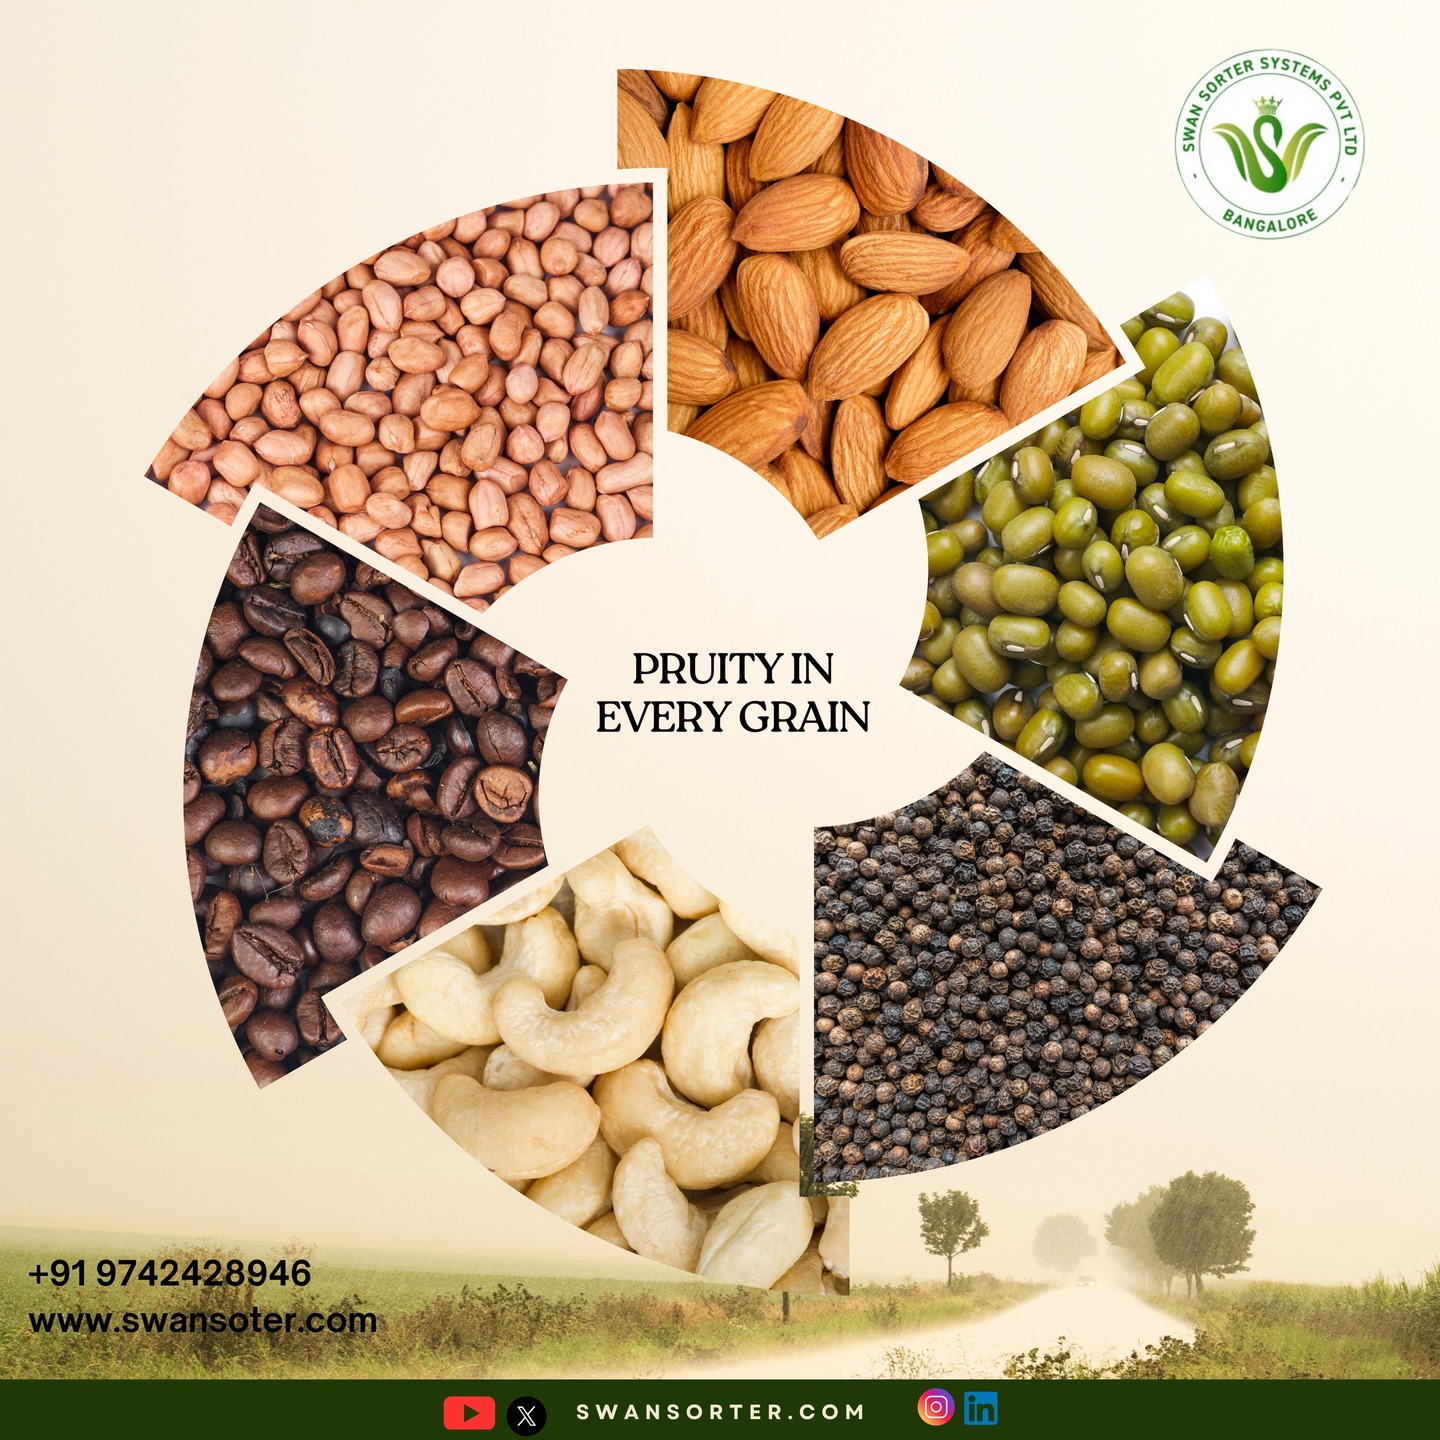 SWAN SORTER SYSTEMS PVT LTD
BANGALORE
PRUITY IN
EVERY GRAIN
+91 9742428946
www.swansoter.com
SWANSORTER.COM